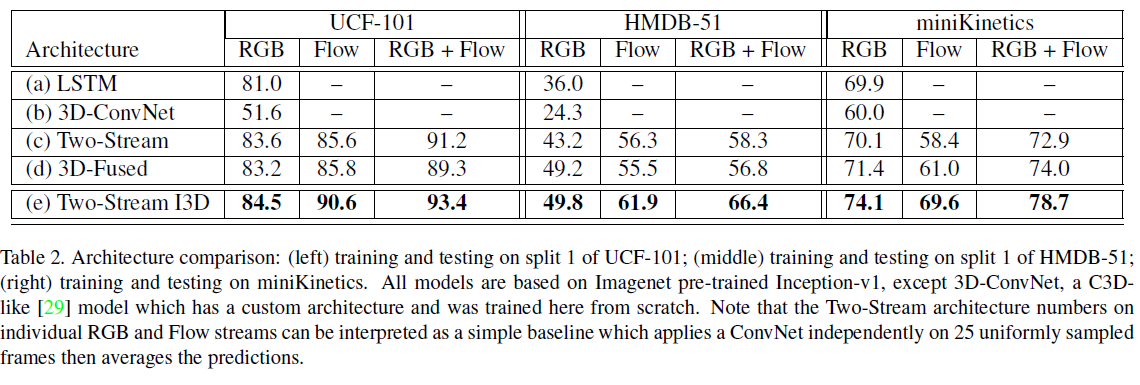 UCF-101 HMDB-51 miniKinetics
Architecture RGB Flow RGB + Flow RGB Flow RGB + Flow RGB Flow RGB + Flow
(a) LSTM 81.0 – – 36.0 – – 69.9 – –
(b) 3D-ConvNet 51.6 – – 24.3 – – 60.0 – –
(c) Two-Stream 83.6 85.6 91.2 43.2 56.3 58.3 70.1 58.4 72.9
(d) 3D-Fused 83.2 85.8 89.3 49.2 55.5 56.8 71.4 61.0 74.0
(e) Two-Stream I3D 84.5 90.6 93.4 49.8 61.9 66.4 74.1 69.6 78.7
Table 2. Architecture comparison: (left) training and testing on split 1 of UCF-101; (middle) training and testing on split 1 of HMDB-51;
(right) training and testing on miniKinetics. All models are based on Imagenet pre-trained Inception-v1, except 3D-ConvNet, a C3D-
like [29] model which has a custom architecture and was trained here from scratch. Note that the Two-Stream architecture numbers on
individual RGB and Flow streams can be interpreted as a simple baseline which applies a ConvNet independently on 25 uniformly sampled
frames then averages the predictions.